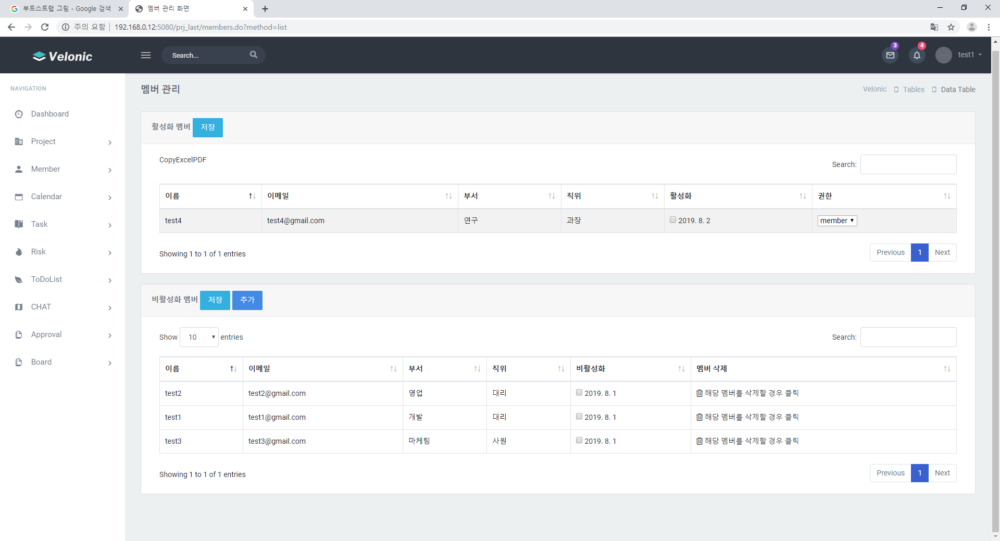 부트스트랩 그림 - Google 검색
멤버 관리 화면
주의 요함 192.168.0.12:5080/prj_last/members.do?method=list
Velonic
Search...
3
4
test1
NAVIGATION
Dashboard
Project
Member
Calendar
Task
Risk
ToDoList
CHAT
Approval
Board
멤버 관리
Velonic Tables Data Table
활성화 멤버 저장
CopyExcelPDF
Search:
이름 이메일 부서 직위 활성화 권한
test4 test4@gmail.com 연구 과장 2019. 8. 2 member
Showing 1 to 1 of 1 entries
Previous 1 Next
비활성화 멤버 저장 추가
Show 10 entries
Search:
이름 이메일 부서 직위 비활성화 멤버 삭제
test2 test2@gmail.com 영업 대리 2019. 8. 1 해당 멤버를 삭제할 경우 클릭
test1 test1@gmail.com 개발 대리 2019. 8. 1 해당 멤버를 삭제할 경우 클릭
test3 test3@gmail.com 마케팅 사원 2019. 8. 1 해당 멤버를 삭제할 경우 클릭
Showing 1 to 1 of 1 entries
Previous 1 Next